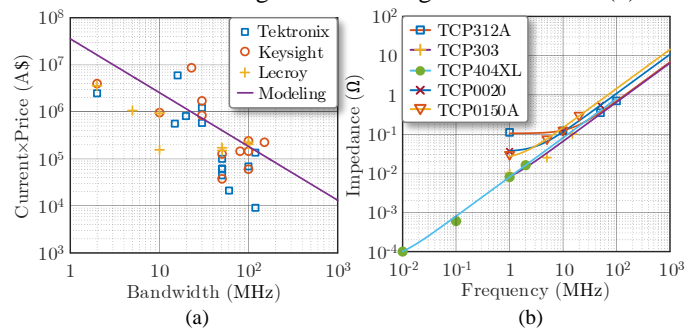 Tektronix
Keysight
Lecroy
Modeling
Current×Price (A$)
10^8
10^7
10^6
10^5
10^4
10^3
1
10
10^2
10^3
Bandwidth (MHz)
(a)
TCP312A
TCP303
TCP404XL
TCP0020
TCP0150A
Impedance (Ω)
10^2
10
1
10^-1
10^-2
10^-3
10^-4
10^-2
10^-1
1
10
10^2
10^3
Frequency (MHz)
(b)